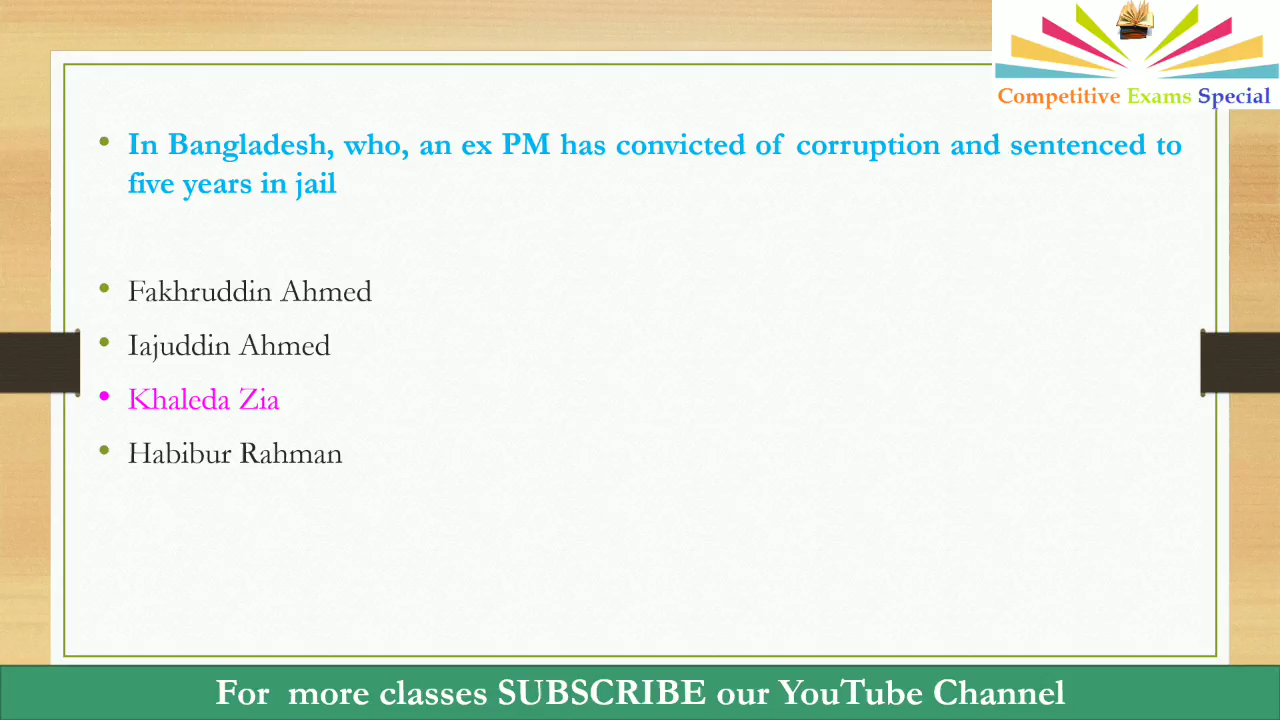 Competitive Exams Special
• In Bangladesh, who, an ex PM has convicted of corruption and sentenced to
five years in jail
• Fakhruddin Ahmed
• Iajuddin Ahmed
• Khaleda Zia
• Habibur Rahman
For more classes SUBSCRIBE our YouTube Channel